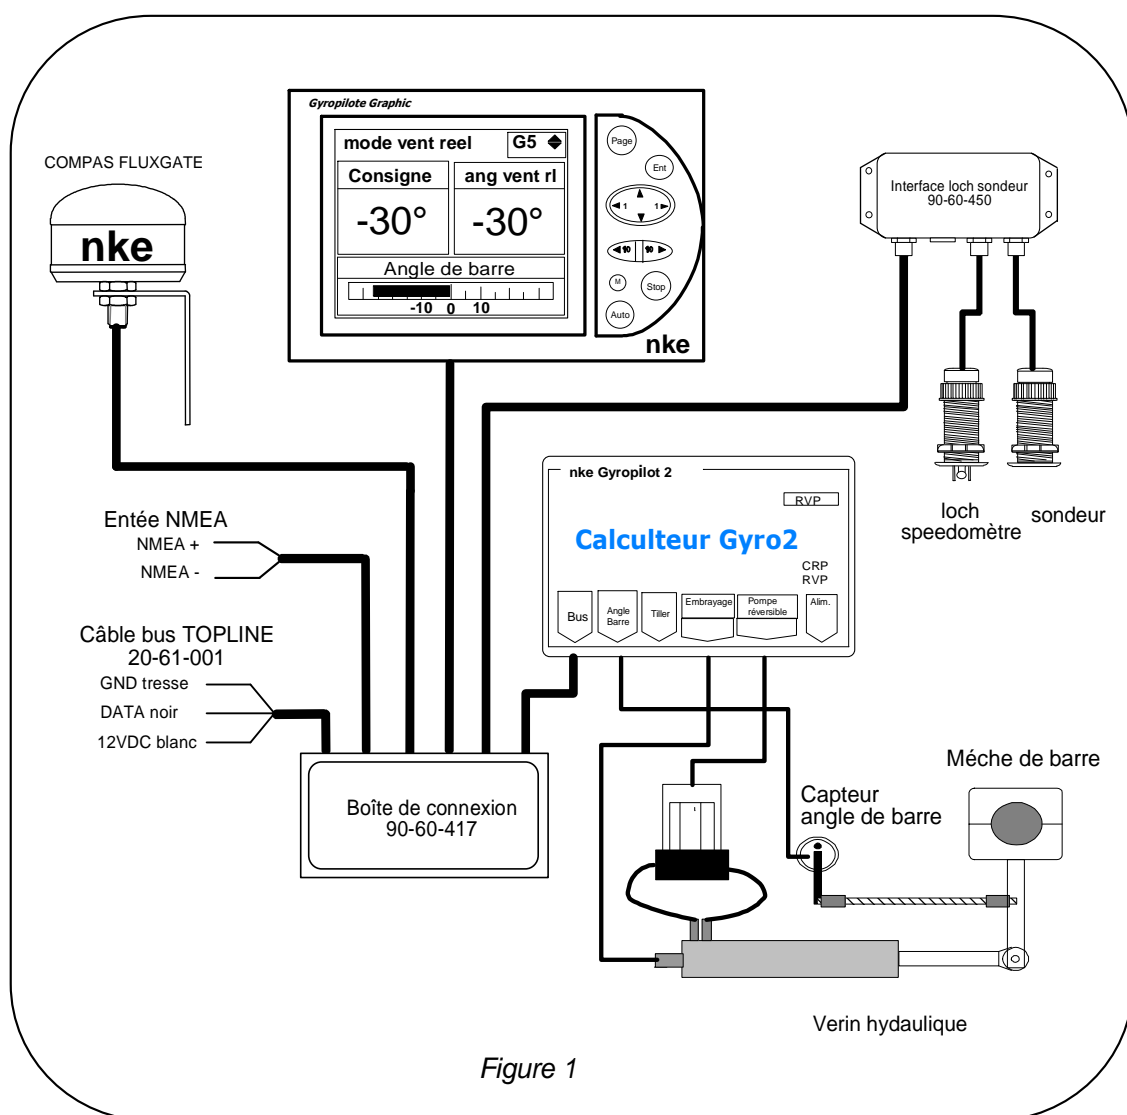 Gyropilote Graphic
mode vent reel
G5
Consigne
ang vent rl
-30°
-30°
Angle de barre
-10 0 10
Page
Ent
1
1
10
10
M
Stop
Auto
nke
COMPAS FLUXGATE
nke
Interface loch sondeur
90-60-450
loch
speedomètre
sondeur
nke Gyropilot 2
RVP
Calculteur Gyro2
CRP
RVP
Bus
Angle
Barre
Tiller
Embrayage
Pompe
réversible
Alim.
Entée NMEA
NMEA +
NMEA -
Câble bus TOPLINE
20-61-001
GND tresse
DATA noir
12VDC blanc
Boîte de connexion
90-60-417
Capteur
angle de barre
Méche de barre
Verin hydaulique
Figure 1